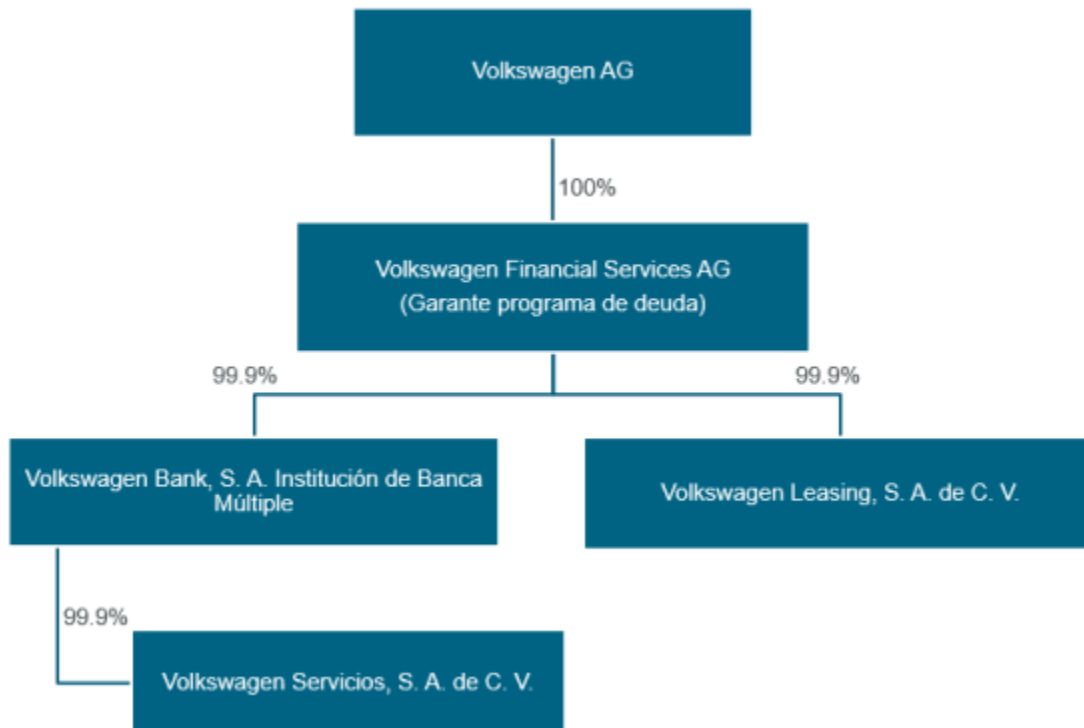 Volkswagen AG
100%
Volkswagen Financial Services AG
(Garante programa de deuda)
99.9%
99.9%
Volkswagen Bank, S. A. Institución de Banca
Múltiple
Volkswagen Leasing, S. A. de C. V.
99.9%
Volkswagen Servicios, S. A. de C. V.